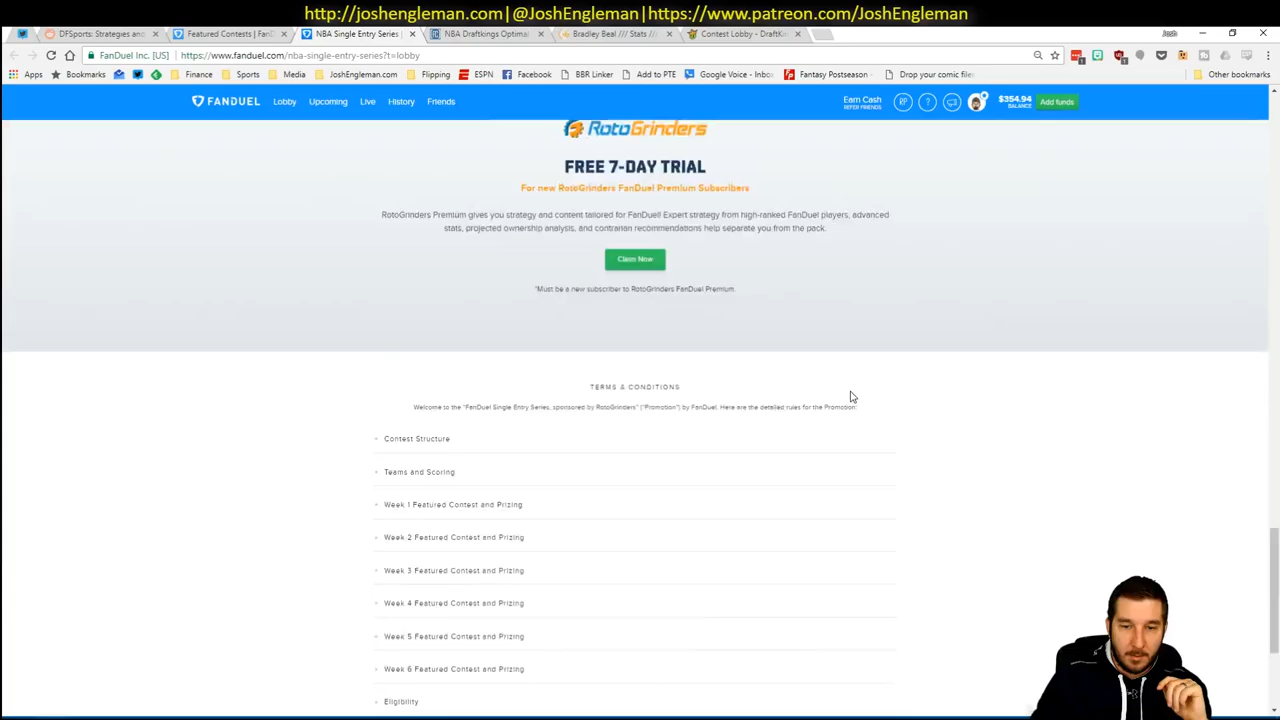 http://joshengleman.com|@JoshEngleman|https://www.patreon.com/JoshEngleman
DFSports: Strategies and
Featured Contests | FanD
NBA Single Entry Series
NBA Draftkings Optimal
Bradley Beal /// Stats ///
Contest Lobby - DraftKin
Josh
FanDuel Inc. [US]
https://www.fanduel.com/nba-single-entry-series?t=lobby
Apps
Bookmarks
Finance
Sports
Media
JoshEngleman.com
Flipping
ESPN
Facebook
BBR Linker
Add to PTE
Google Voice - Inbo
Fantasy Postseason
Drop your comic file
Other bookmarks
FANDUEL
Lobby
Upcoming
Live
History
Friends
Earn Cash
REFER FRIENDS
RP
?
$354.94
BALANCE
Add funds
RotoGrinders
FREE 7-DAY TRIAL
For new RotoGrinders FanDuel Premium Subscribers
RotoGrinders Premium gives you strategy and content tailored for FanDuel! Expert strategy from high-ranked FanDuel players, advanced
stats, projected ownership analysis, and contrarian recommendations help separate you from the pack.
Claim Now
*Must be a new subscriber to RotoGrinders FanDuel Premium.
TERMS & CONDITIONS
Welcome to the "FanDuel Single Entry Series, sponsored by RotoGrinders" ("Promotion") by FanDuel. Here are the detailed rules for the Promotion:
Contest Structure
Teams and Scoring
Week 1 Featured Contest and Prizing
Week 2 Featured Contest and Prizing
Week 3 Featured Contest and Prizing
Week 4 Featured Contest and Prizing
Week 5 Featured Contest and Prizing
Week 6 Featured Contest and Prizing
Eligibility